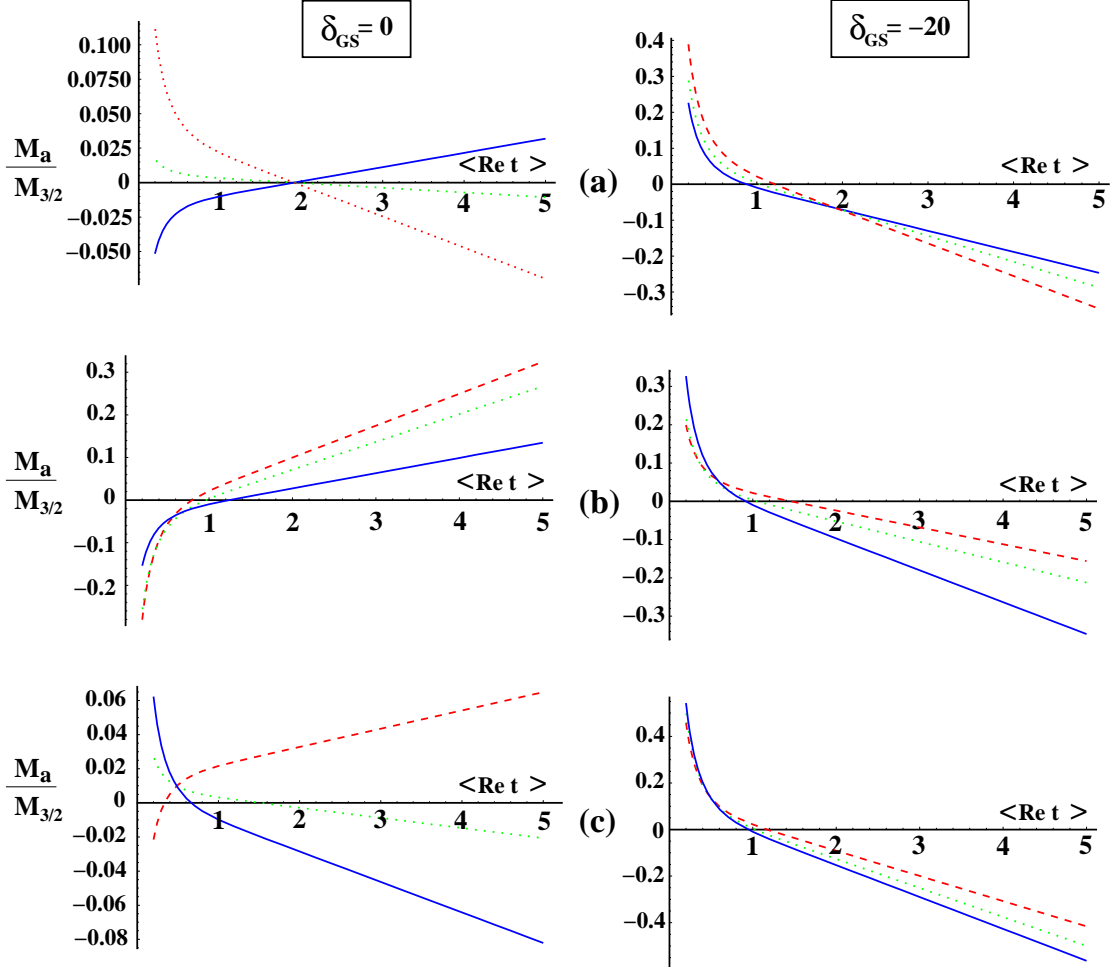 δGS = 0
δGS = −20
0.100
0.0750
0.050
0.025
0
−0.025
−0.050
Ma
M3/2
<Re t >
1 2 3 4 5
(a)
0.4
0.3
0.2
0.1
0
−0.1
−0.2
−0.3
<Re t >
1 2 3 4 5
0.3
0.2
0.1
0
−0.1
−0.2
Ma
M3/2
<Re t >
1 2 3 4 5
(b)
0.3
0.2
0.1
0
−0.1
−0.2
−0.3
<Re t >
1 2 3 4 5
0.06
0.04
0.02
0
−0.02
−0.04
−0.06
−0.08
Ma
M3/2
<Re t >
1 2 3 4 5
(c)
0.4
0.2
0
−0.2
−0.4
<Re t >
1 2 3 4 5